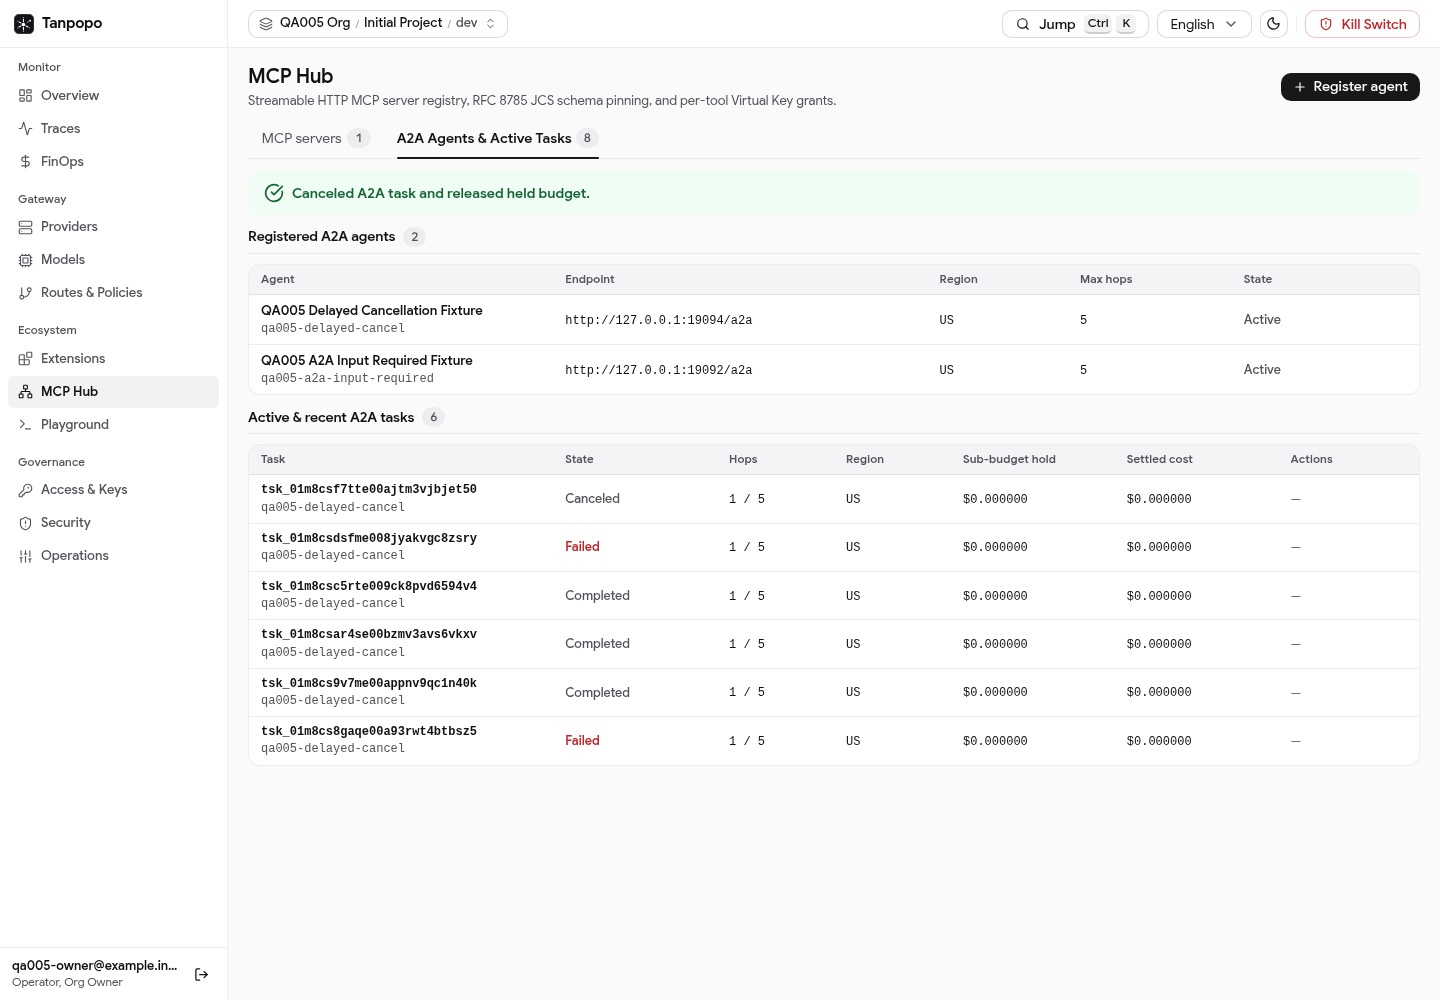 Tanpopo
QA005 Org / Initial Project / dev
Jump Ctrl K
English
Kill Switch
Monitor
Overview
Traces
FinOps
Gateway
Providers
Models
Routes & Policies
Ecosystem
Extensions
MCP Hub
Playground
Governance
Access & Keys
Security
Operations
qa005-owner@example.in...
Operator, Org Owner
MCP Hub
Streamable HTTP MCP server registry, RFC 8785 JCS schema pinning, and per-tool Virtual Key grants.
Register agent
MCP servers 1
A2A Agents & Active Tasks 8
Canceled A2A task and released held budget.
Registered A2A agents 2
Agent Endpoint Region Max hops State
QA005 Delayed Cancellation Fixture
qa005-delayed-cancel
http://127.0.0.1:19094/a2a US 5 Active
QA005 A2A Input Required Fixture
qa005-a2a-input-required
http://127.0.0.1:19092/a2a US 5 Active
Active & recent A2A tasks 6
Task State Hops Region Sub-budget hold Settled cost Actions
tsk_01m8csf7tte00ajtm3vjbjet50
qa005-delayed-cancel
Canceled 1 / 5 US $0.000000 $0.000000 —
tsk_01m8csdsfme008jyakvgc8zsry
qa005-delayed-cancel
Failed 1 / 5 US $0.000000 $0.000000 —
tsk_01m8csc5rte009ck8pvd6594v4
qa005-delayed-cancel
Completed 1 / 5 US $0.000000 $0.000000 —
tsk_01m8csar4se00bzmv3avs6vkxv
qa005-delayed-cancel
Completed 1 / 5 US $0.000000 $0.000000 —
tsk_01m8cs9v7me00appnv9qc1n40k
qa005-delayed-cancel
Completed 1 / 5 US $0.000000 $0.000000 —
tsk_01m8cs8gaqe00a93rwt4btbsz5
qa005-delayed-cancel
Failed 1 / 5 US $0.000000 $0.000000 —